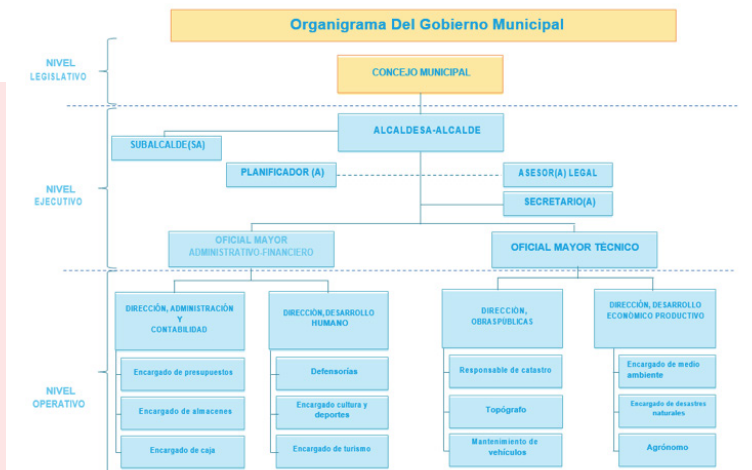 Organigrama Del Gobierno Municipal
NIVEL
LEGISLATIVO
CONCEJO MUNICIPAL
ALCALDESA-ALCALDE
SUBALCALDE(SA)
PLANIFICADOR (A)
ASESOR(A) LEGAL
NIVEL
EJECUTIVO
SECRETARIO(A)
OFICIAL MAYOR
ADMINISTRATIVO-FINANCIERO
OFICIAL MAYOR TÉCNICO
DIRECCIÓN, ADMINISTRACIÓN
Y
CONTABILIDAD
DIRECCIÓN,DESARROLLO
HUMANO
DIRECCIÓN,
OBRASPÚBLICAS
DIRECCIÓN, DESARROLLO
ECONÓMICO PRODUCTIVO
NIVEL
OPERATIVO
Encargado de presupuestos
Defensorías
Responsable de catastro
Encargado de medio
ambiente
Encargado de almacenes
Encargado cultura y
deportes
Topógrafo
Encargado de desastres
naturales
Encargado de caja
Encargado de turismo
Mantenimiento de
vehículos
Agrónomo